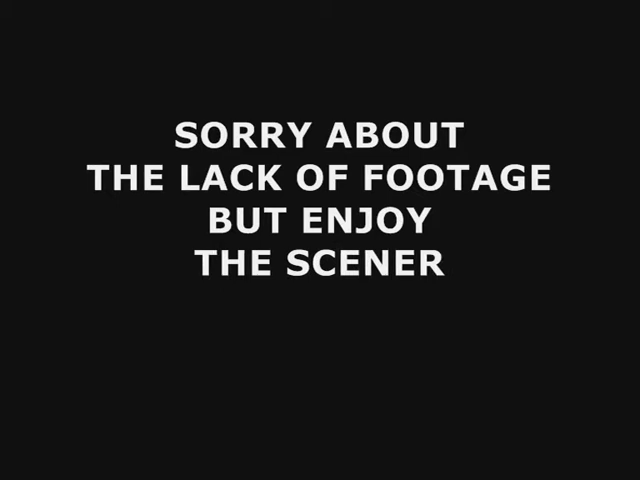 SORRY ABOUT
THE LACK OF FOOTAGE
BUT ENJOY
THE SCENER